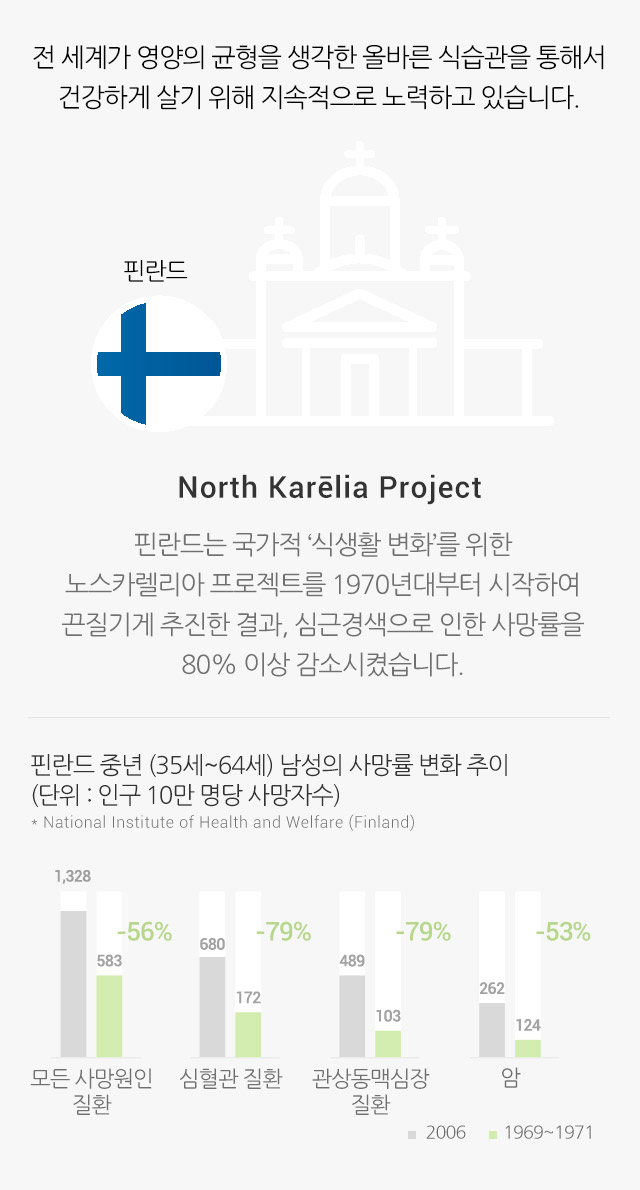 전 세계가 영양의 균형을 생각한 올바른 식습관을 통해서
건강하게 살기 위해 지속적으로 노력하고 있습니다.
핀란드
North Karēlia Project
핀란드는 국가적 ‘식생활 변화’를 위한
노스카렐리아 프로젝트를 1970년대부터 시작하여
끈질기게 추진한 결과, 심근경색으로 인한 사망률을
80% 이상 감소시켰습니다.
핀란드 중년 (35세~64세) 남성의 사망률 변화 추이
(단위 : 인구 10만 명당 사망자수)
* National Institute of Health and Welfare (Finland)
1,328
583
-56%
680
172
-79%
489
103
-79%
262
124
-53%
모든 사망원인
질환
심혈관 질환
관상동맥심장
질환
암
2006
1969~1971